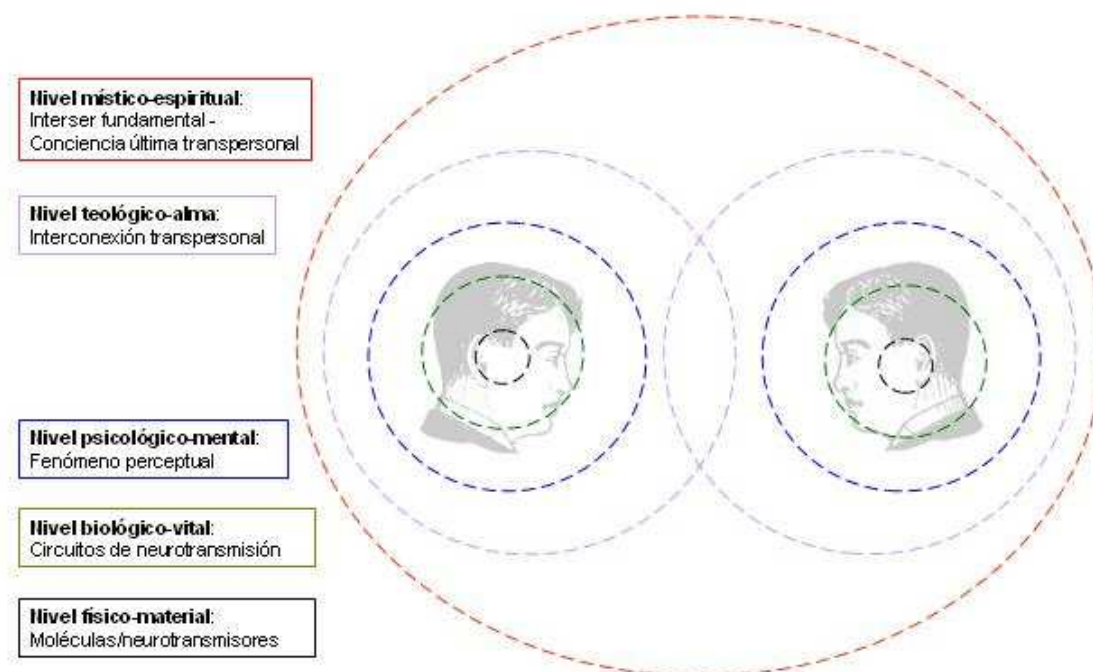 Nivel místico-espiritual:
Interser fundamental -
Conciencia última transpersonal
Nivel teológico-alma:
Interconexión transpersonal
Nivel psicológico-mental:
Fenómeno perceptual
Nivel biológico-vital:
Circuitos de neurotransmisión
Nivel físico-material:
Moléculas/neurotransmisores